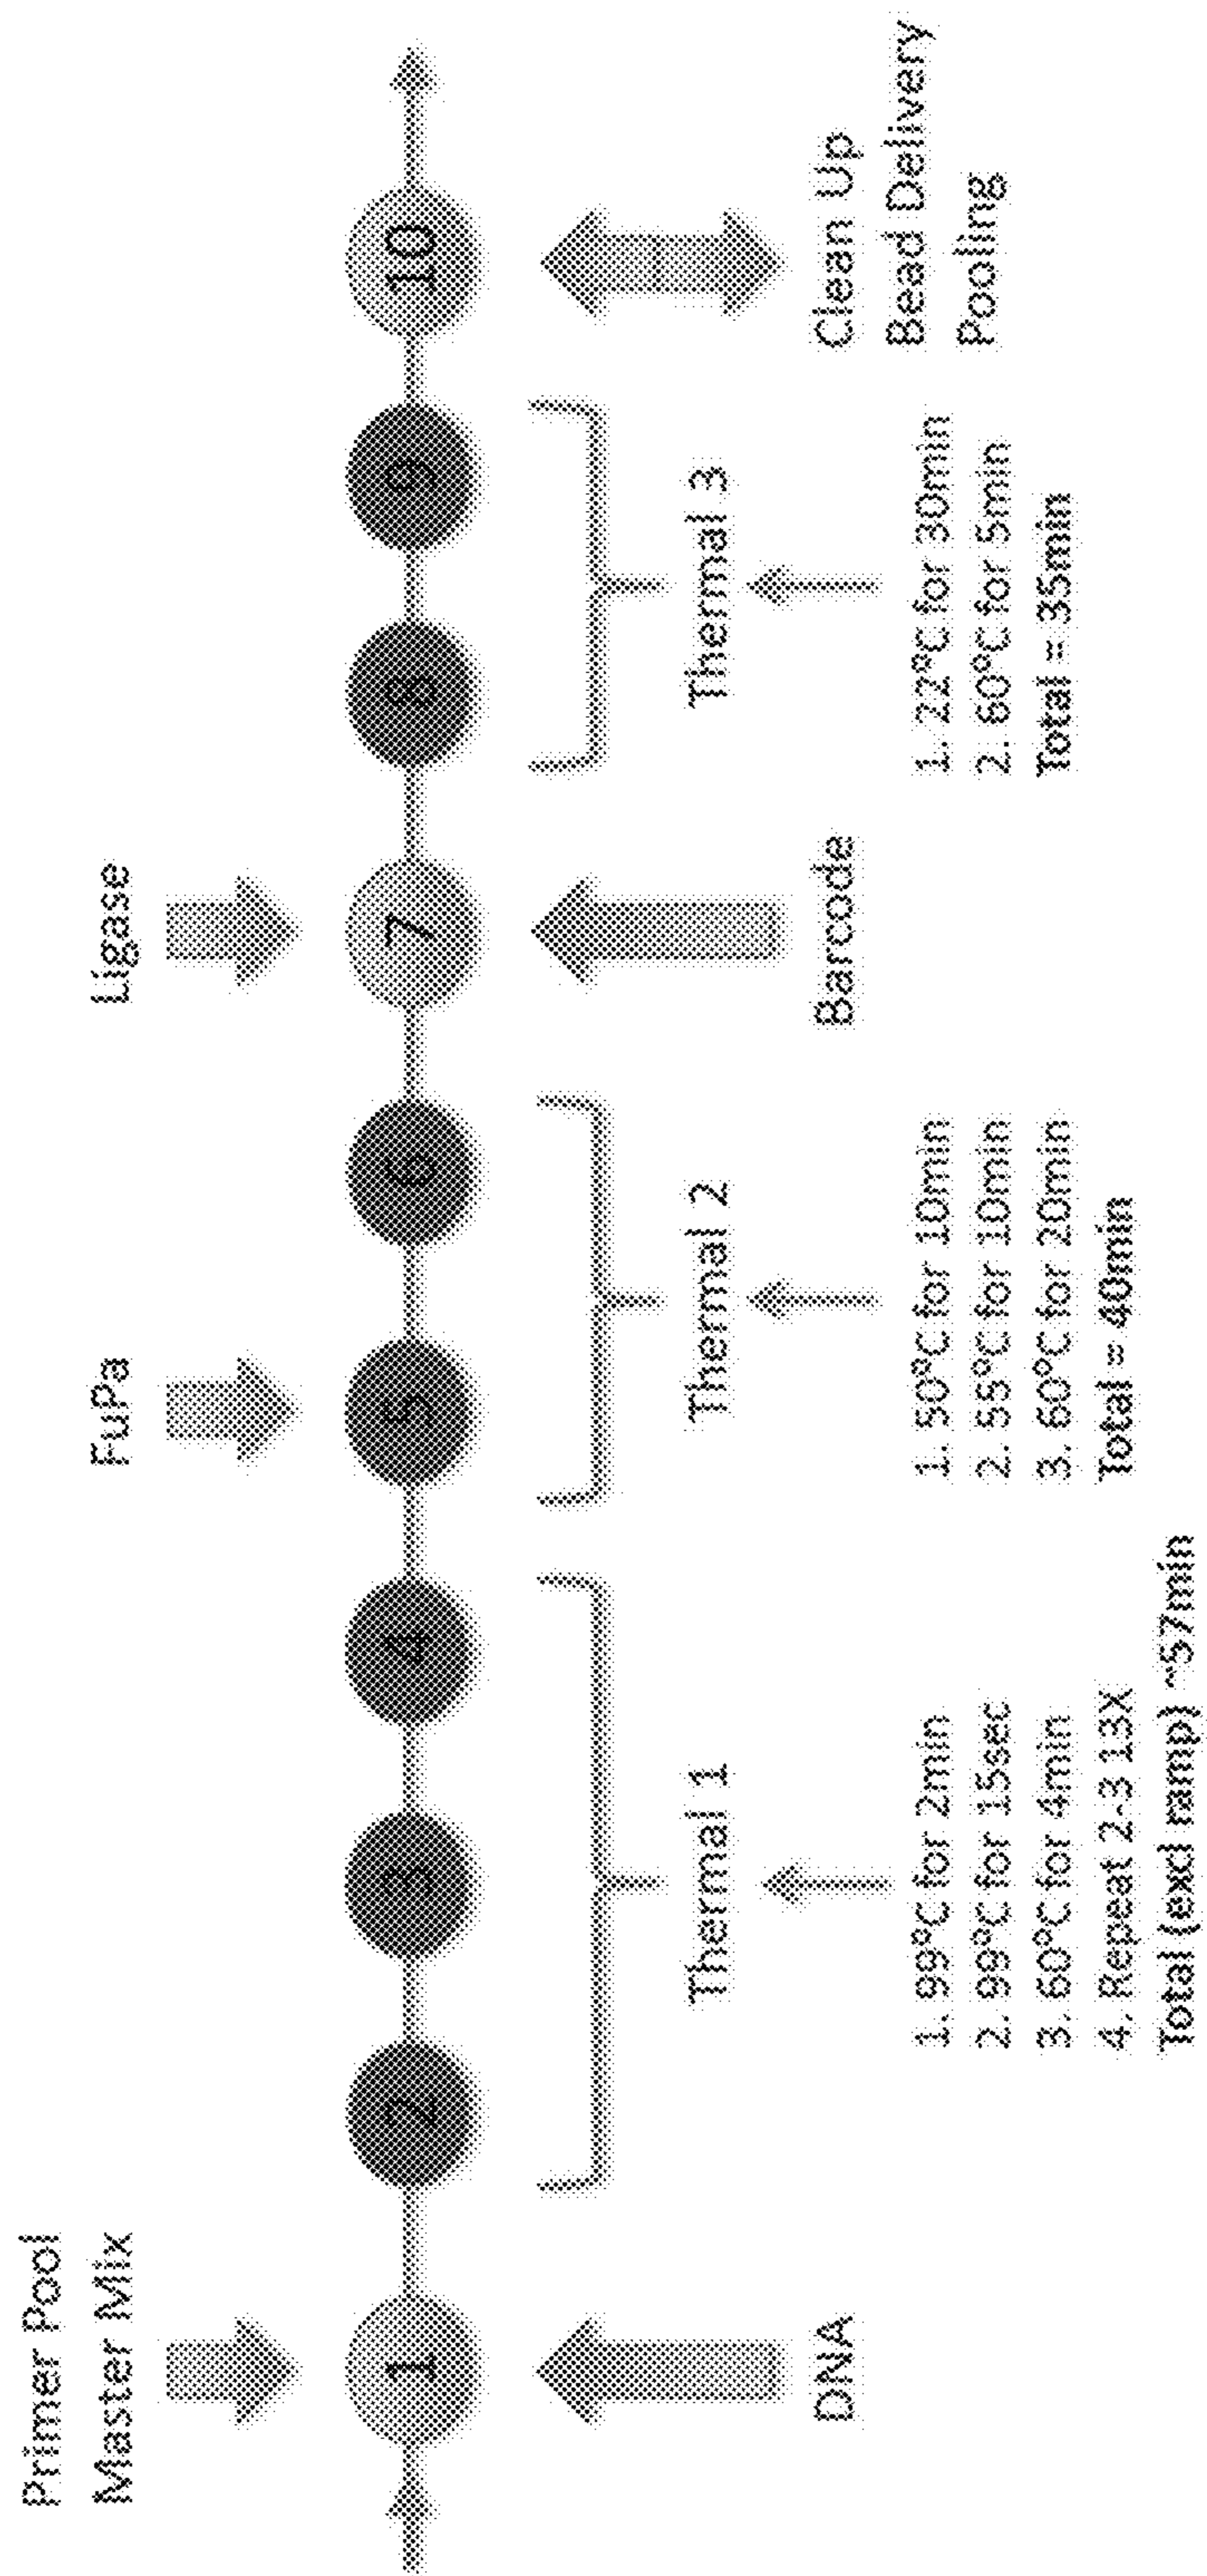 Primer Pool
Master Mix
FuPa
Ligase
1
2
3
4
5
6
7
8
9
10
DNA
Thermal 1
1. 99°C for 2min
2. 99°C for 15sec
3. 60°C for 4min
4. Repeat 2-3 13X
Total (excl ramp) ~57min
Thermal 2
1. 50°C for 10min
2. 55°C for 10min
3. 60°C for 20min
Total = 40min
Barcode
Thermal 3
1. 22°C for 30min
2. 60°C for 5min
Total = 35min
Clean Up
Bead Delivery
Pooling